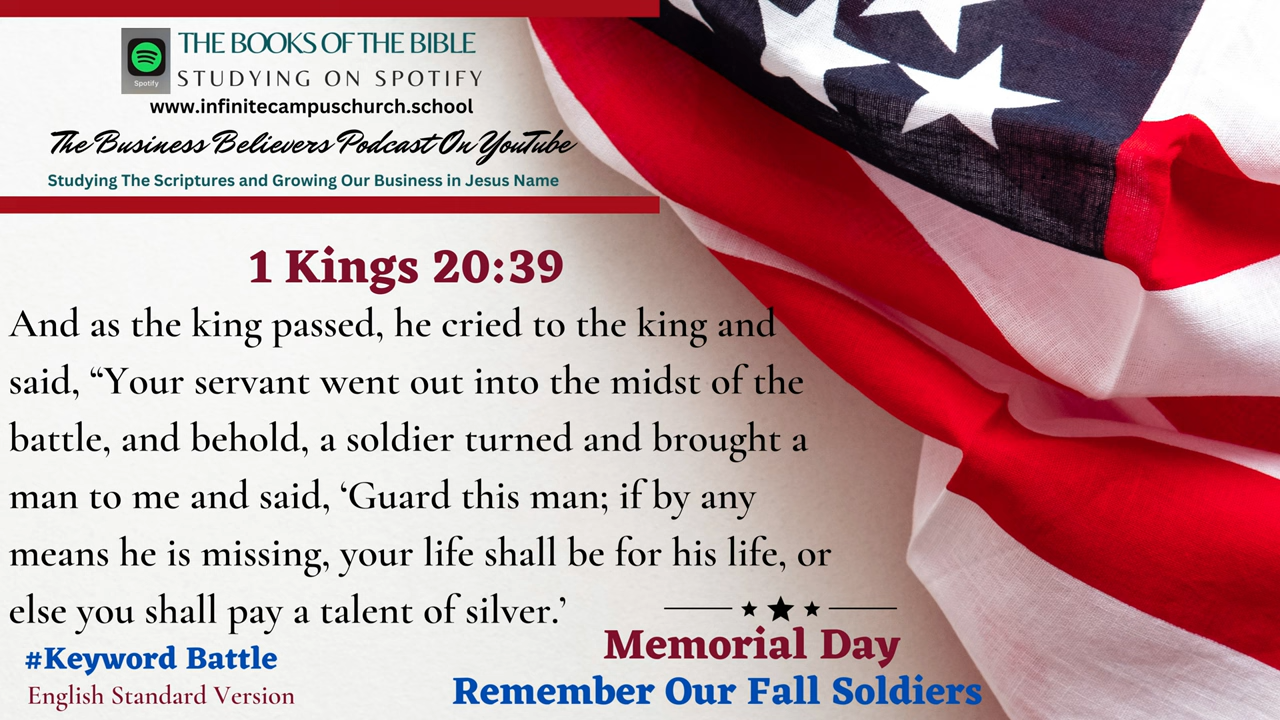 THE BOOKS OF THE BIBLE
Spotify
STUDYING ON SPOTIFY
www.infinitecampuschurch.school
The Business Believers Podcast On YouTube
Studying The Scriptures and Growing Our Business in Jesus Name
1 Kings 20:39
And as the king passed, he cried to the king and
said, “Your servant went out into the midst of the
battle, and behold, a soldier turned and brought a
man to me and said, ‘Guard this man; if by any
means he is missing, your life shall be for his life, or
else you shall pay a talent of silver.’
#Keyword Battle
English Standard Version
Memorial Day
Remember Our Fall Soldiers